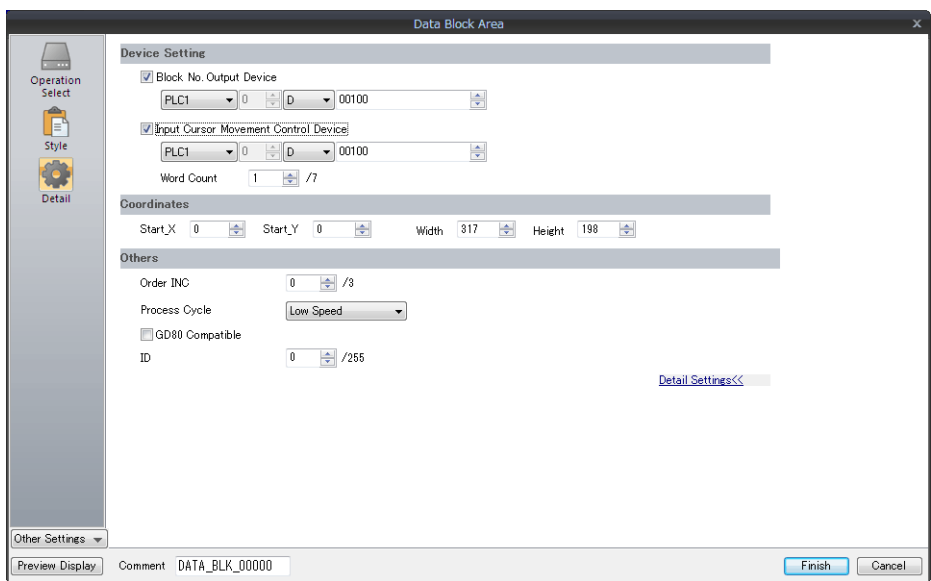 Data Block Area x
Operation
Select
Style
Detail
Other Settings
Device Setting
Block No. Output Device
PLC1 0 D 00100
Input Cursor Movement Control Device
PLC1 0 D 00100
Word Count 1 /7
Coordinates
Start_X 0 Start_Y 0 Width 317 Height 198
Others
Order INC 0 /3
Process Cycle Low Speed
GD80 Compatible
ID 0 /255
Detail Settings<<
Preview Display Comment DATA_BLK_00000 Finish Cancel